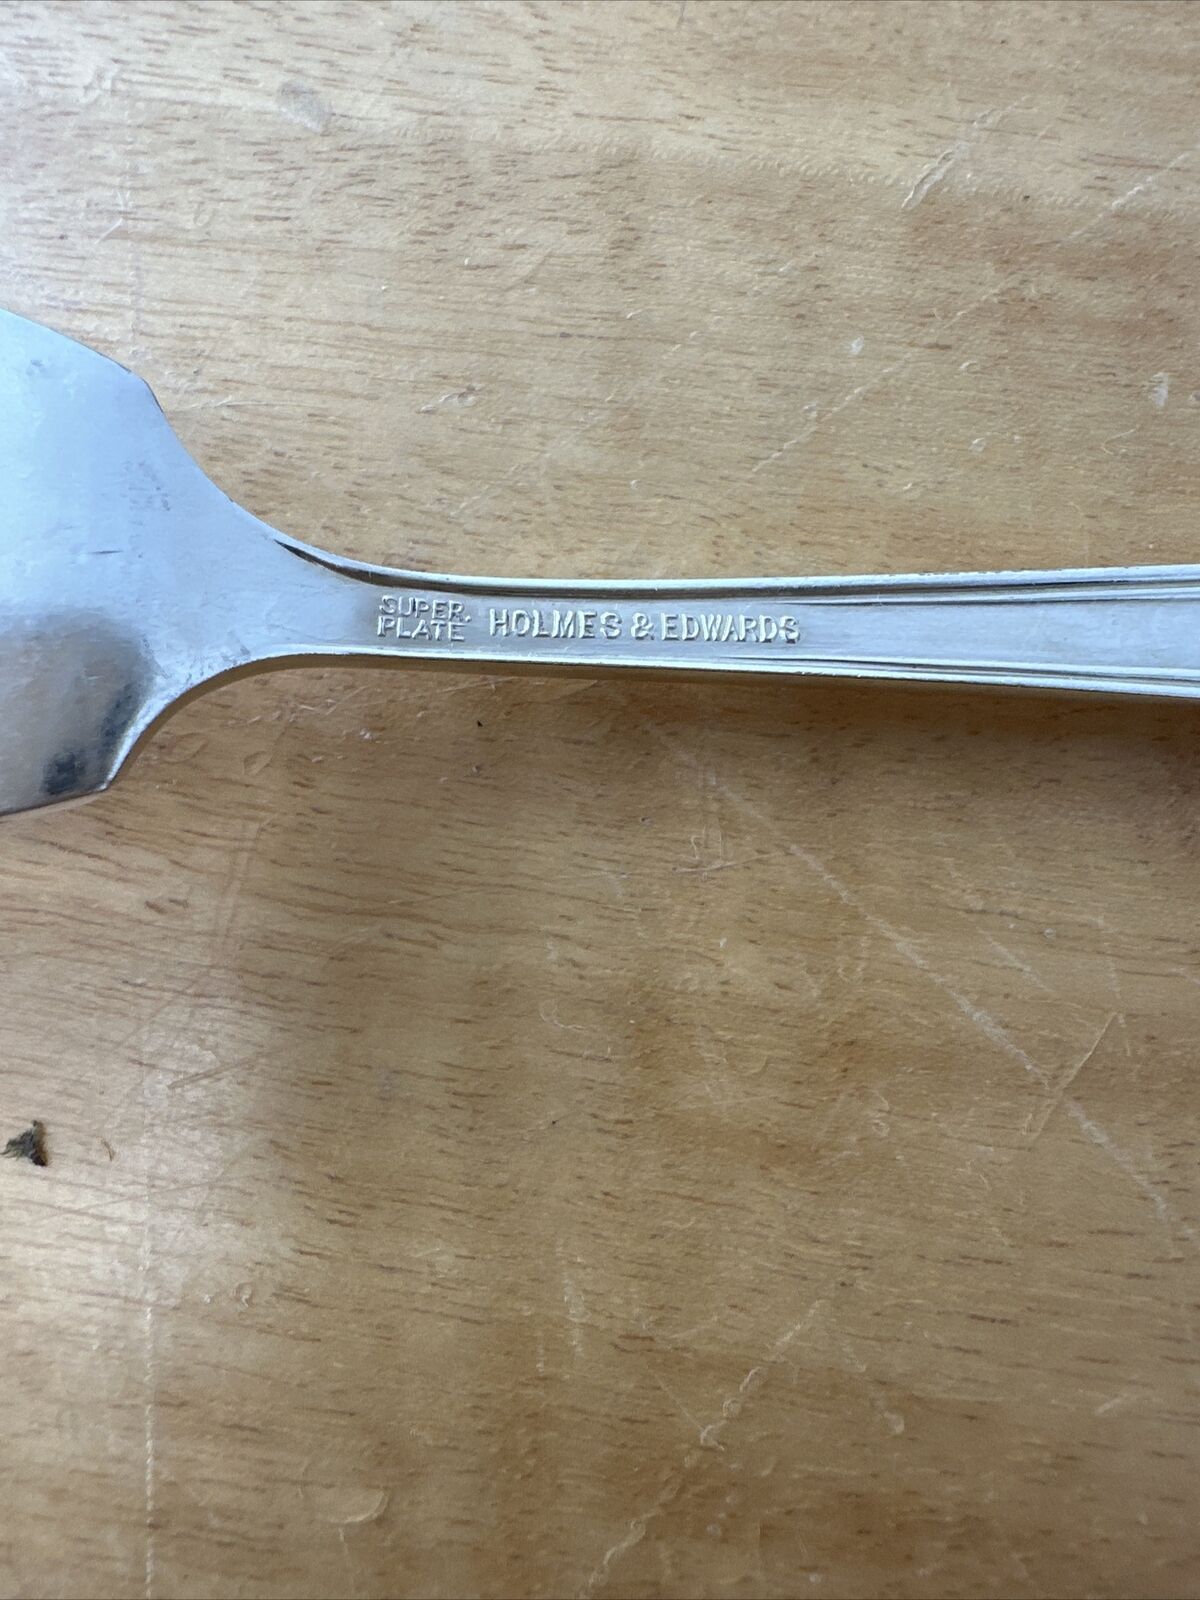 SUPER.
PLATE
HOLMES & EDWARDS